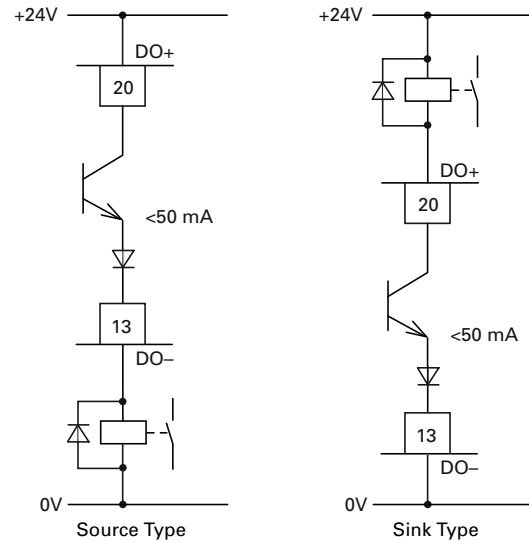 +24V
DO+
20
<50 mA
13
DO–
0V
Source Type
+24V
DO+
20
<50 mA
13
DO–
0V
Sink Type